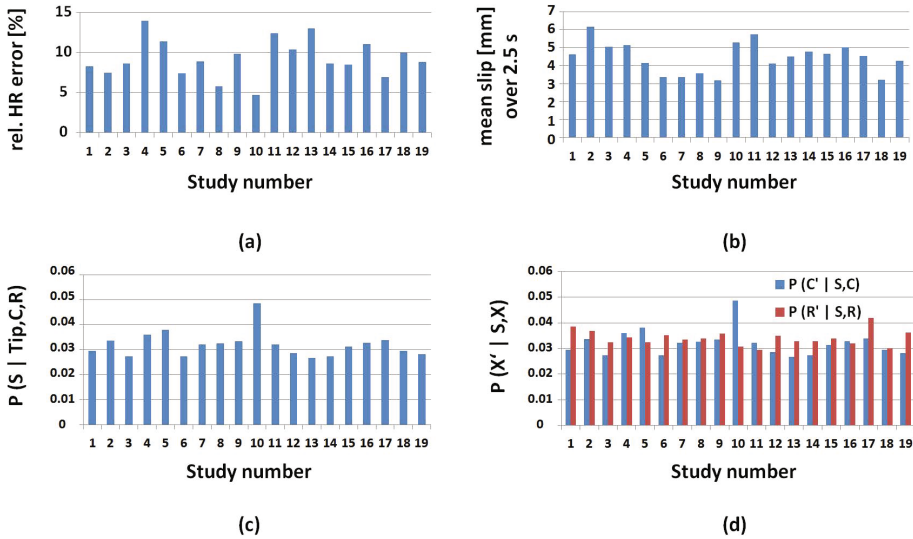 rel. HR error [%]
15
10
5
0
1 2 3 4 5 6 7 8 9 10 11 12 13 14 15 16 17 18 19
Study number
(a)
mean slip [mm]
over 2.5 s
7
6
5
4
3
2
1
0
1 2 3 4 5 6 7 8 9 10 11 12 13 14 15 16 17 18 19
Study number
(b)
P (S | Tip,C,R)
0.06
0.05
0.04
0.03
0.02
0.01
0
1 2 3 4 5 6 7 8 9 10 11 12 13 14 15 16 17 18 19
Study number
(c)
P (X‘ | S,X)
0.06
0.05
0.04
0.03
0.02
0.01
0
P (C' | S,C)
P (R' | S,R)
1 2 3 4 5 6 7 8 9 10 11 12 13 14 15 16 17 18 19
Study number
(d)